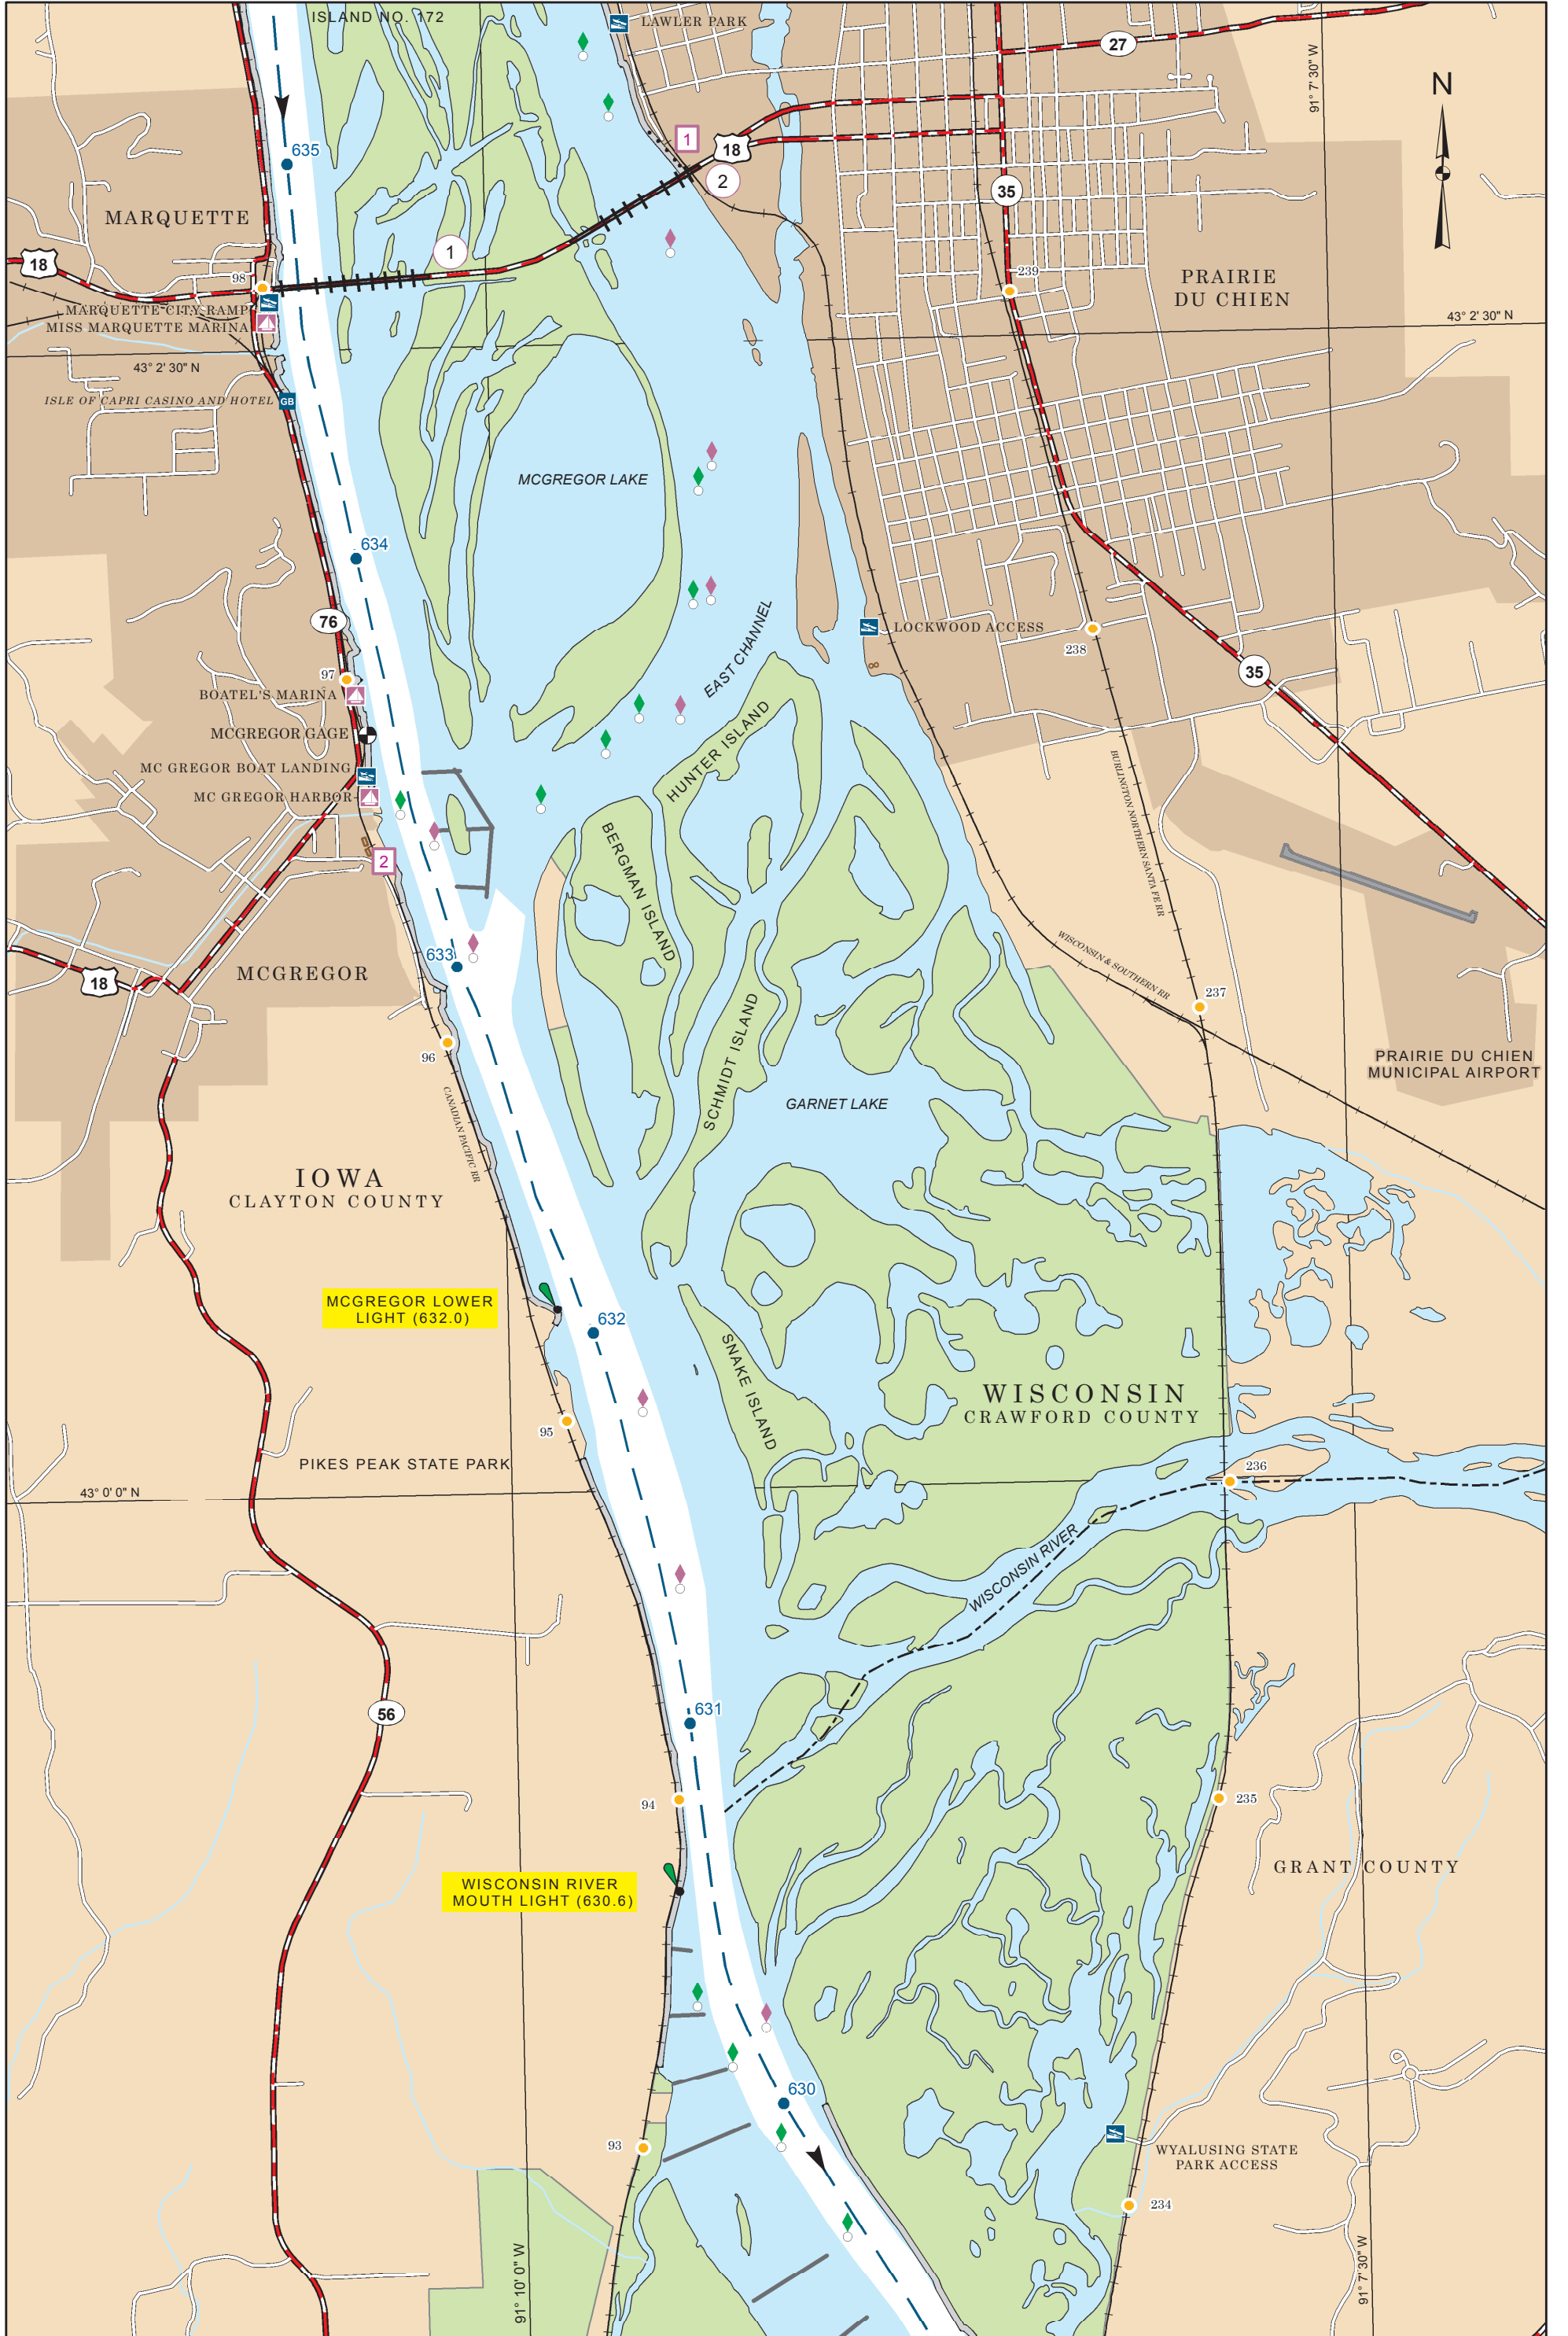 ISLAND NO. 172
LAWLER PARK
27
91° 7' 30" W
N
635
1
18
2
35
MARQUETTE
18
1
98
239
PRAIRIE
DU CHIEN
MARQUETTE CITY RAMP
MISS MARQUETTE MARINA
43° 2' 30" N
43° 2' 30" N
ISLE OF CAPRI CASINO AND HOTEL
GB
MCGREGOR LAKE
634
76
LOCKWOOD ACCESS
238
EAST CHANNEL
35
97
BOATEL'S MARINA
MCGREGOR GAGE
HUNTER ISLAND
MC GREGOR BOAT LANDING
MC GREGOR HARBOR
BURLINGTON NORTHERN SANTA FE RR
2
BERGMAN ISLAND
633
MCGREGOR
18
WISCONSIN & SOUTHERN RR
237
96
SCHMIDT ISLAND
PRAIRIE DU CHIEN
MUNICIPAL AIRPORT
GARNET LAKE
CANADIAN PACIFIC RR
IOWA
CLAYTON COUNTY
MCGREGOR LOWER
LIGHT (632.0)
632
SNAKE ISLAND
WISCONSIN
CRAWFORD COUNTY
95
PIKES PEAK STATE PARK
236
43° 0' 0" N
WISCONSIN RIVER
631
56
94
235
GRANT COUNTY
WISCONSIN RIVER
MOUTH LIGHT (630.6)
630
93
WYALUSING STATE
PARK ACCESS
234
91° 10' 0" W
91° 7' 30" W